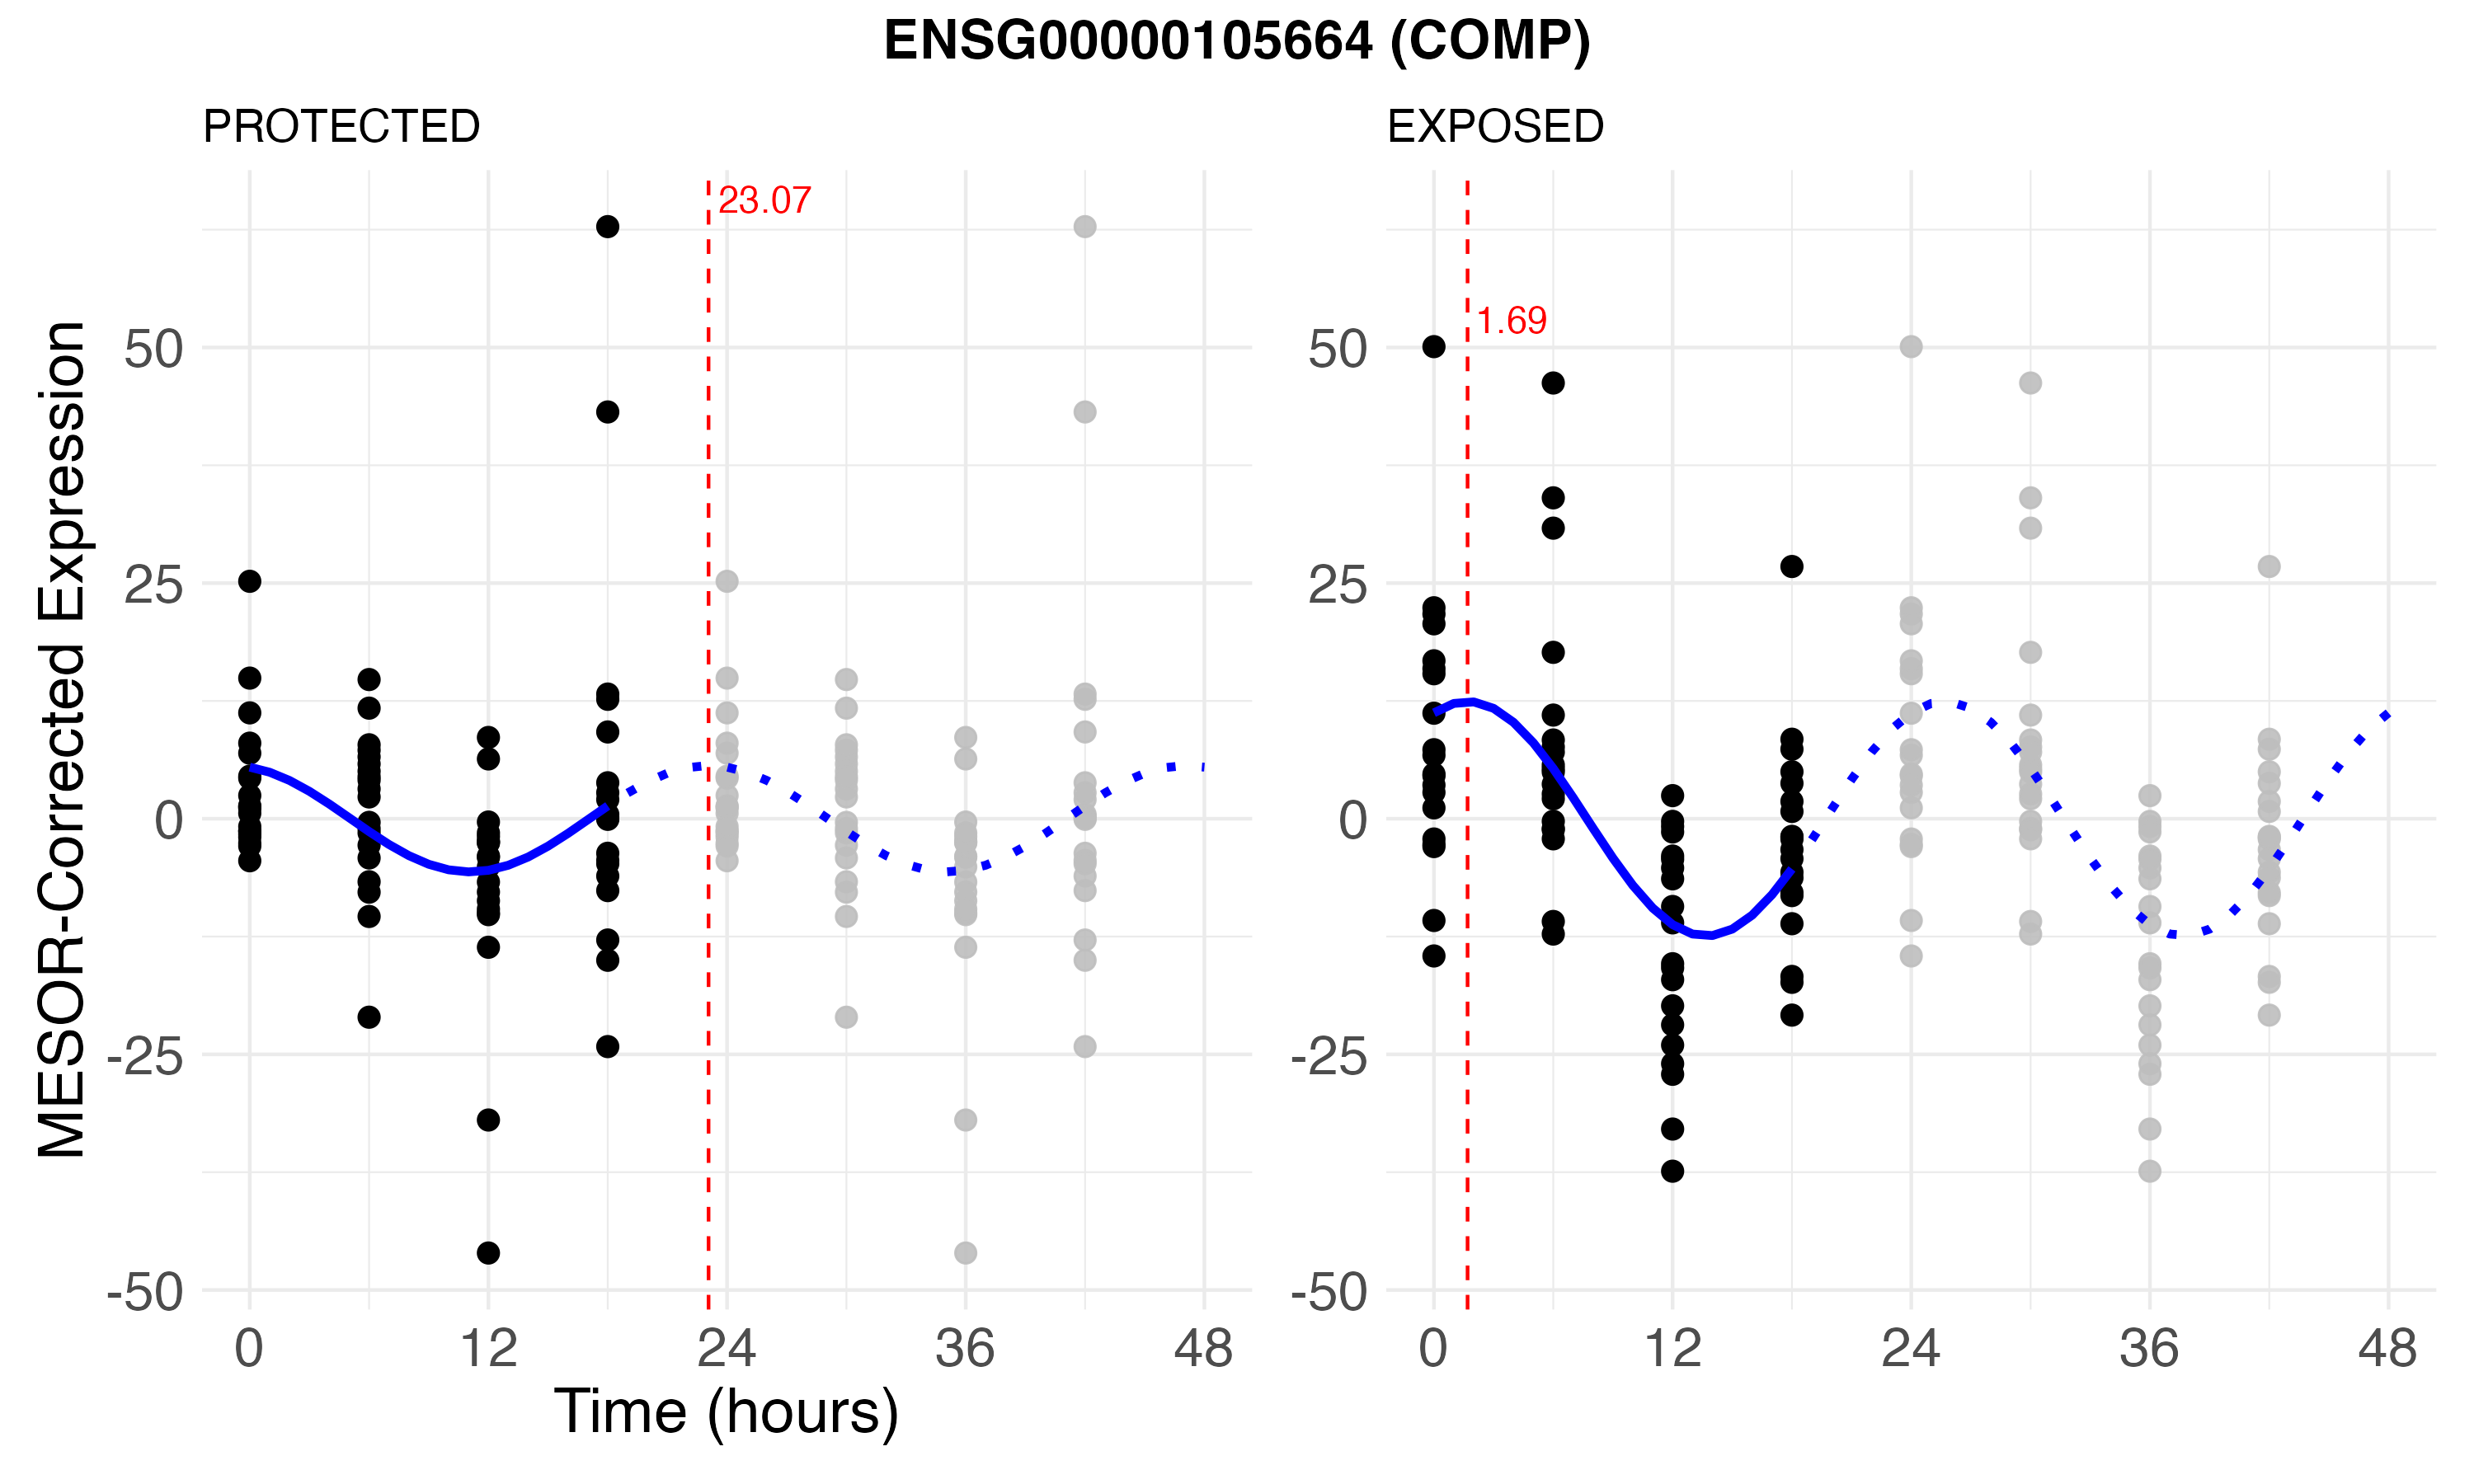 ENSG00000105664 (COMP)
PROTECTED
EXPOSED
MESOR-Corrected Expression
50
25
0
-25
-50
23.07
0 12 24 36 48
Time (hours)
50
25
0
-25
-50
1.69
0 12 24 36 48